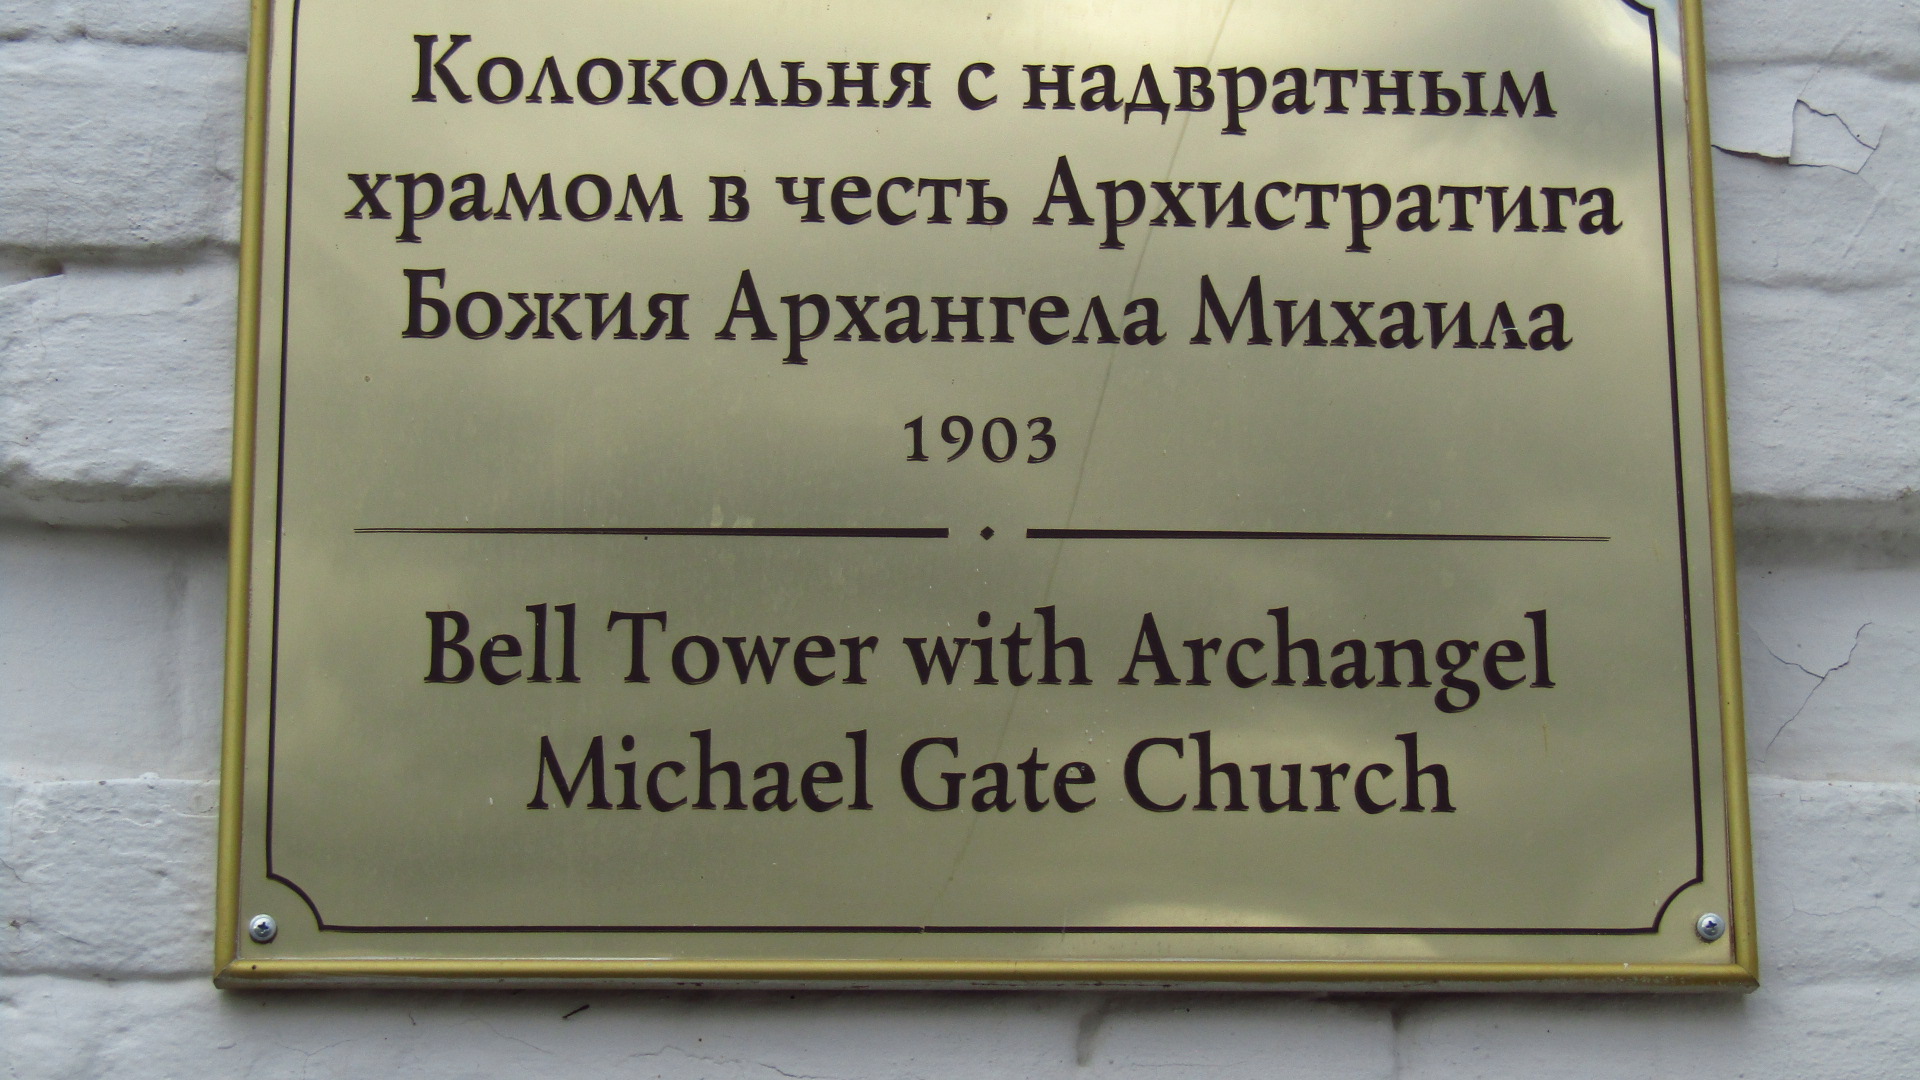 Колокольня с надвратным
храмом в честь Архистратига
Божия Архангела Михаила
1903
Bell Tower with Archangel
Michael Gate Church